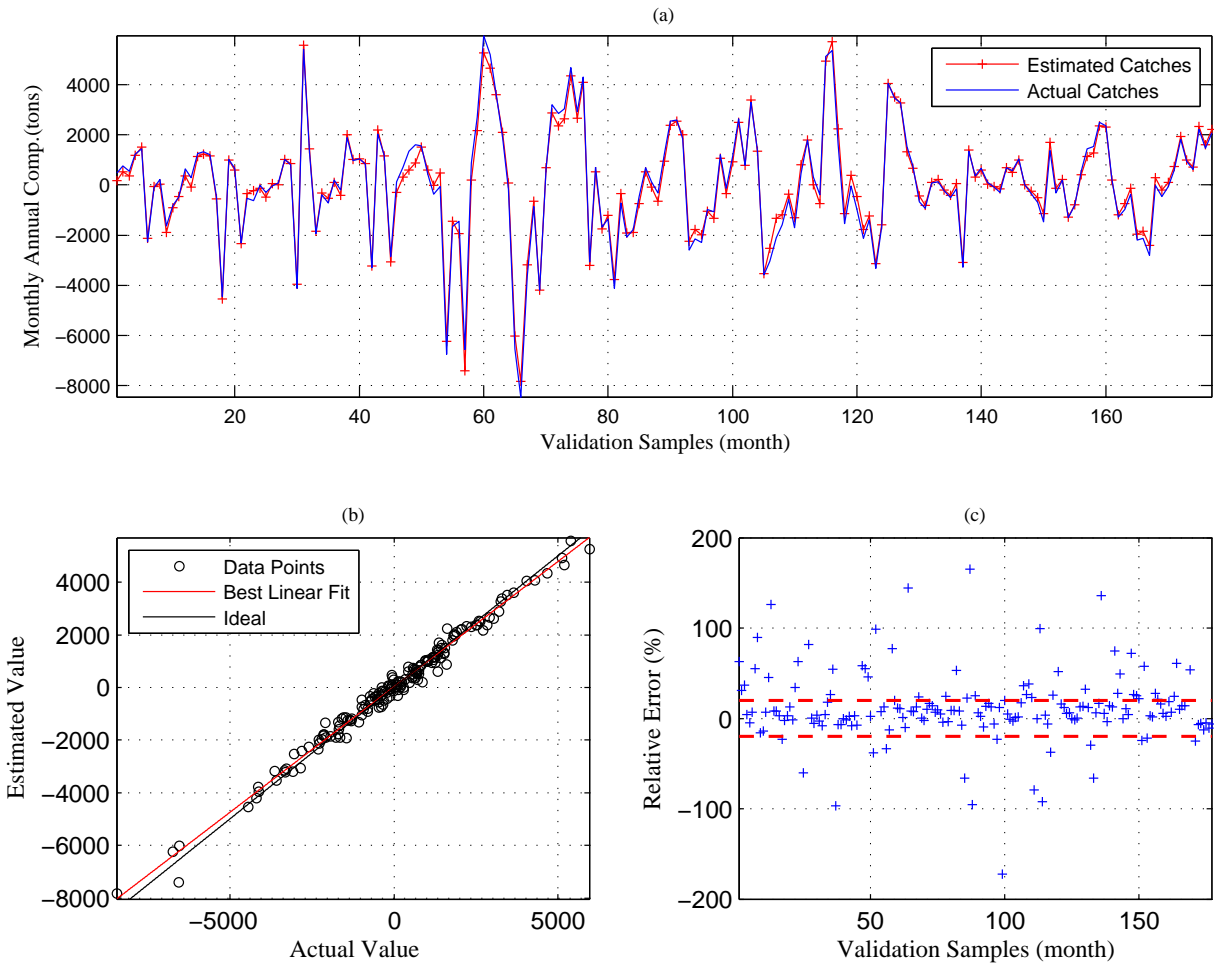 (a)
Monthly Annual Comp.(tons)
4000
2000
0
−2000
−4000
−6000
−8000
Estimated Catches
Actual Catches
20
40
60
80
100
120
140
160
Validation Samples (month)
(b)
Estimated Value
4000
2000
0
−2000
−4000
−6000
−8000
Data Points
Best Linear Fit
Ideal
−5000
0
5000
Actual Value
(c)
Relative Error (%)
200
100
0
−100
−200
50
100
150
Validation Samples (month)